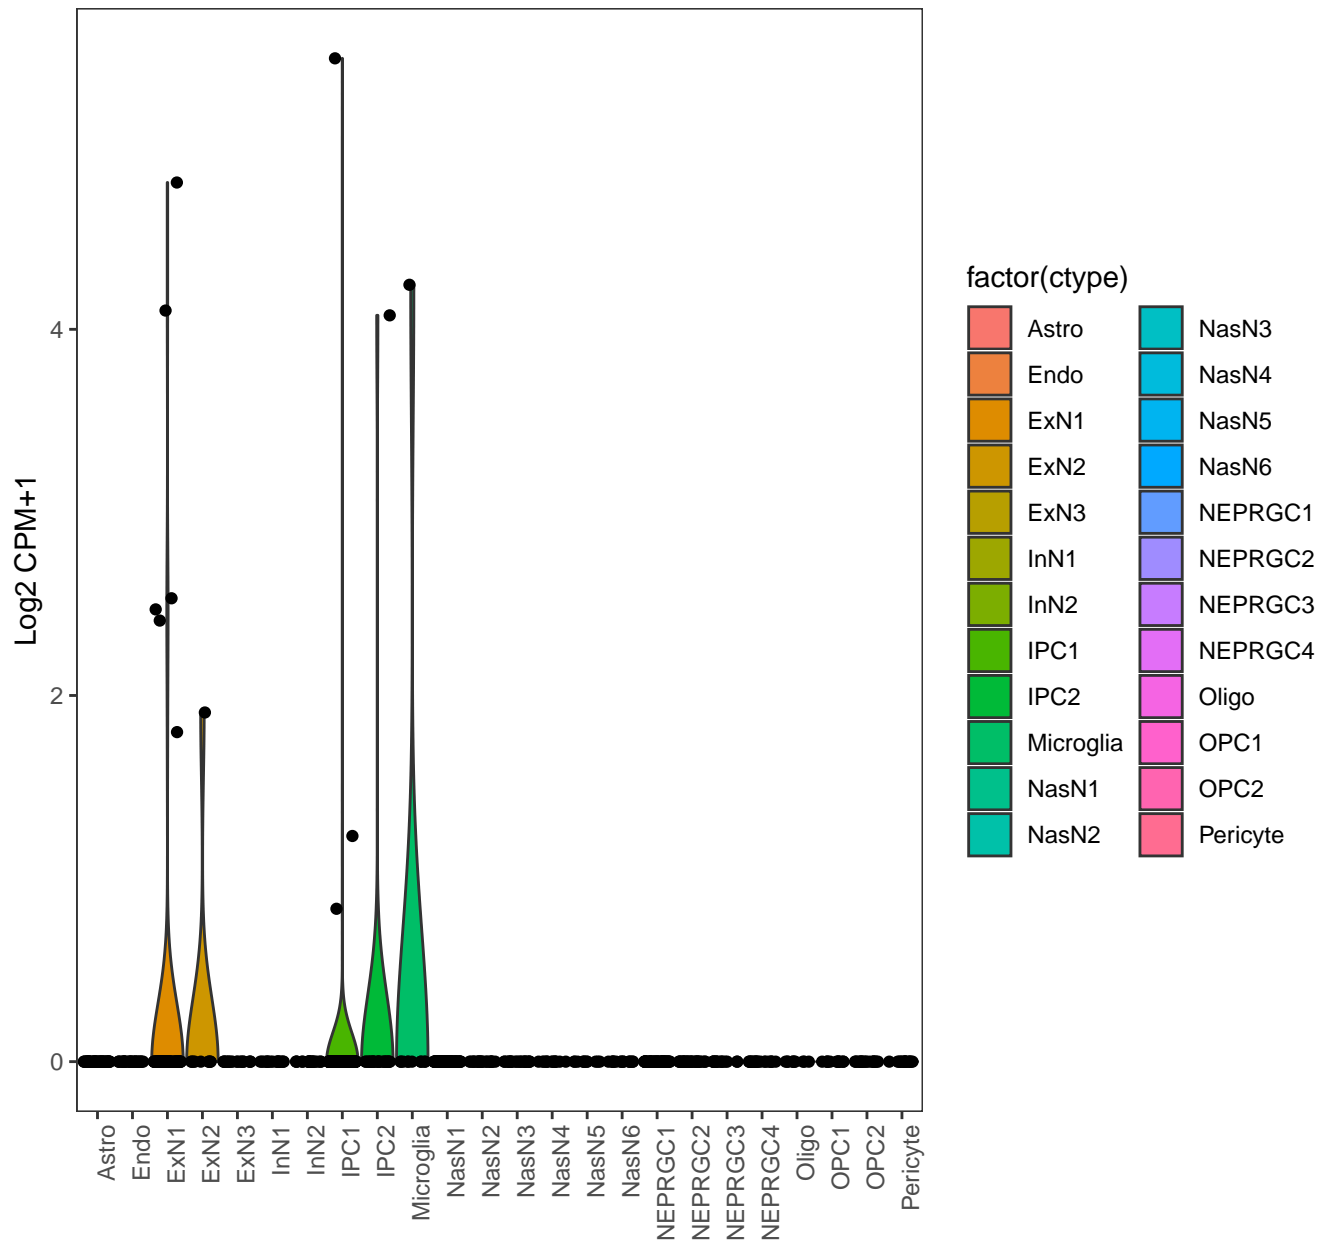 4
2
0
Log2 CPM+1
Astro
Endo
ExN1
ExN2
ExN3
InN1
InN2
IPC1
IPC2
Microglia
NasN1
NasN2
NasN3
NasN4
NasN5
NasN6
NEPRGC1
NEPRGC2
NEPRGC3
NEPRGC4
Oligo
OPC1
OPC2
Pericyte
factor(ctype)
Astro
Endo
ExN1
ExN2
ExN3
InN1
InN2
IPC1
IPC2
Microglia
NasN1
NasN2
NasN3
NasN4
NasN5
NasN6
NEPRGC1
NEPRGC2
NEPRGC3
NEPRGC4
Oligo
OPC1
OPC2
Pericyte